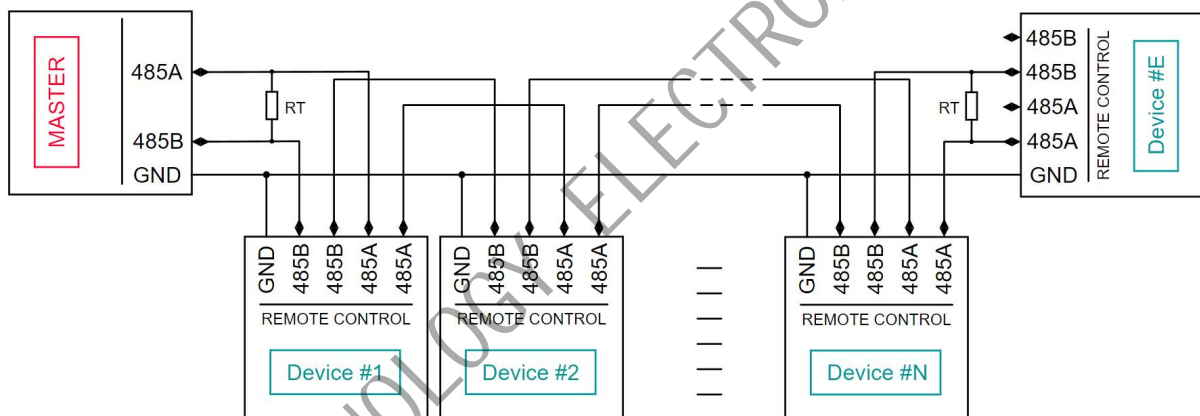 MASTER
485A
485B
GND
RT
RT
485B
485B
485A
485A
GND
REMOTE CONTROL
Device #E
GND
485B
485B
485A
485A
REMOTE CONTROL
Device #1
GND
485B
485B
485A
485A
REMOTE CONTROL
Device #2
GND
485B
485B
485A
485A
REMOTE CONTROL
Device #N